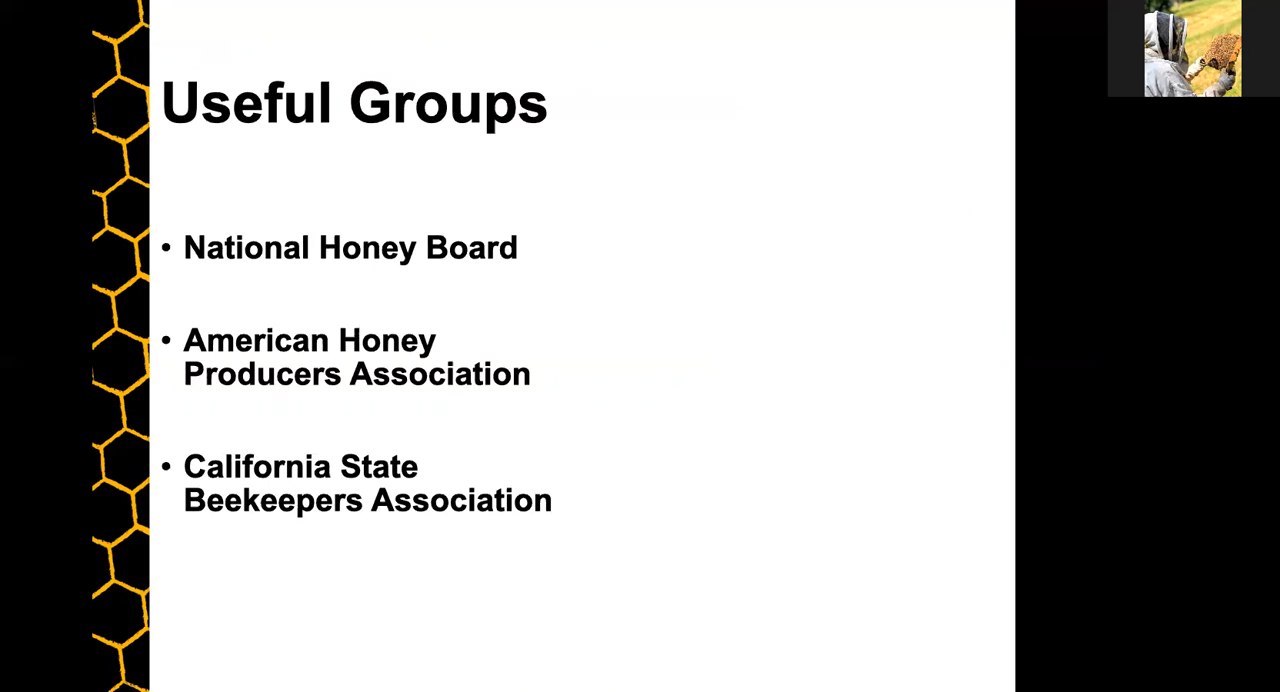 Useful Groups
• National Honey Board
• American Honey
Producers Association
• California State
Beekeepers Association